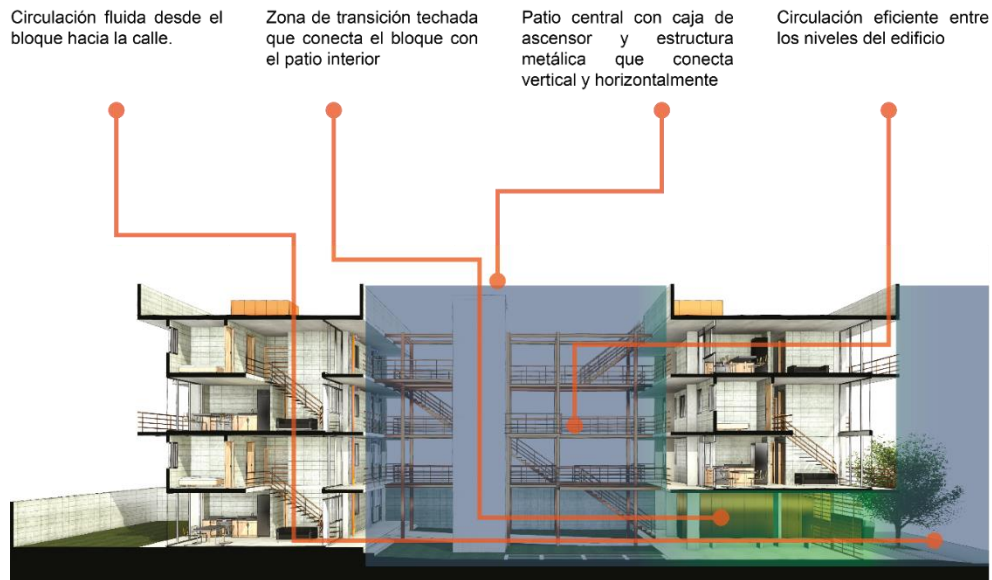 Circulación fluida desde el
bloque hacia la calle.
Zona de transición techada
que conecta el bloque con
el patio interior
Patio central con caja de
ascensor y estructura
metálica que conecta
vertical y horizontalmente
Circulación eficiente entre
los niveles del edificio